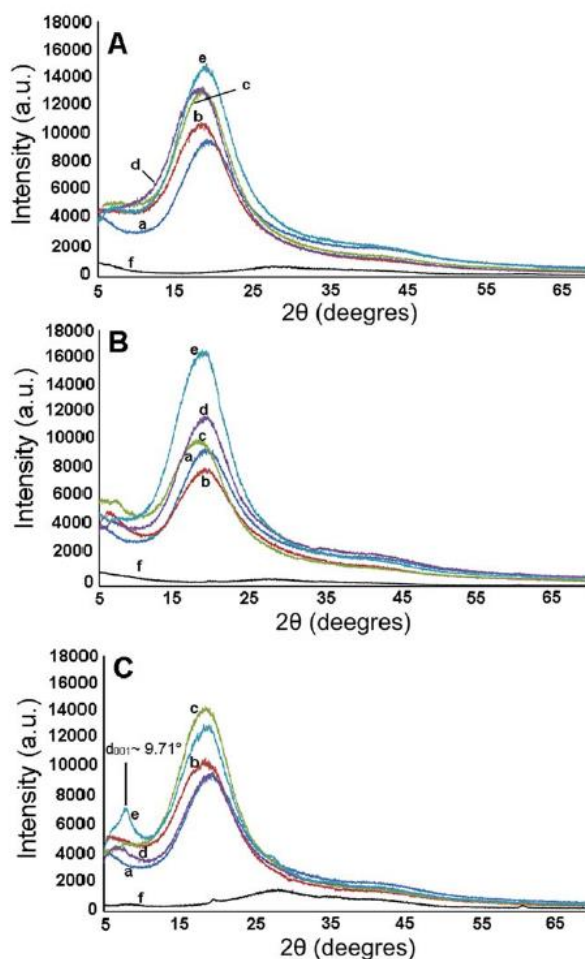 A
Intensity (a.u.)
18000
16000
14000
12000
10000
8000
6000
4000
2000
0
e
c
b
d
a
f
5 15 25 35 45 55 65
2θ (deegres)
B
Intensity (a.u.)
18000
16000
14000
12000
10000
8000
6000
4000
2000
0
e
d
c
a
b
f
5 15 25 35 45 55 65
2θ (deegres)
C
Intensity (a.u.)
18000
16000
14000
12000
10000
8000
6000
4000
2000
0
d001~ 9.71°
c
b
e
d
a
f
5 15 25 35 45 55 65
2θ (deegres)